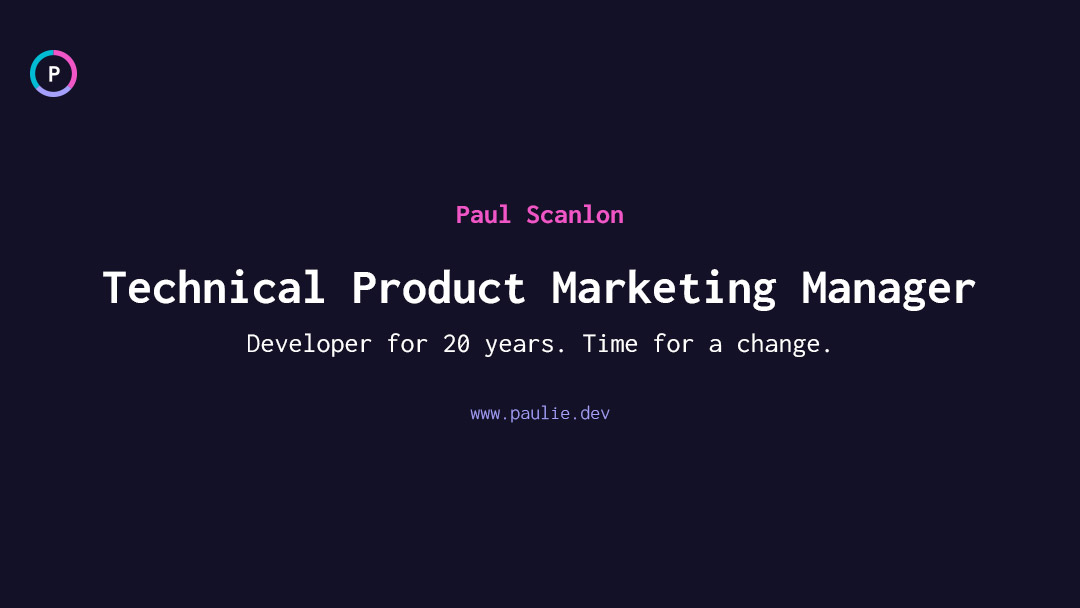 P
Paul Scanlon
Technical Product Marketing Manager
Developer for 20 years. Time for a change.
www.paulie.dev